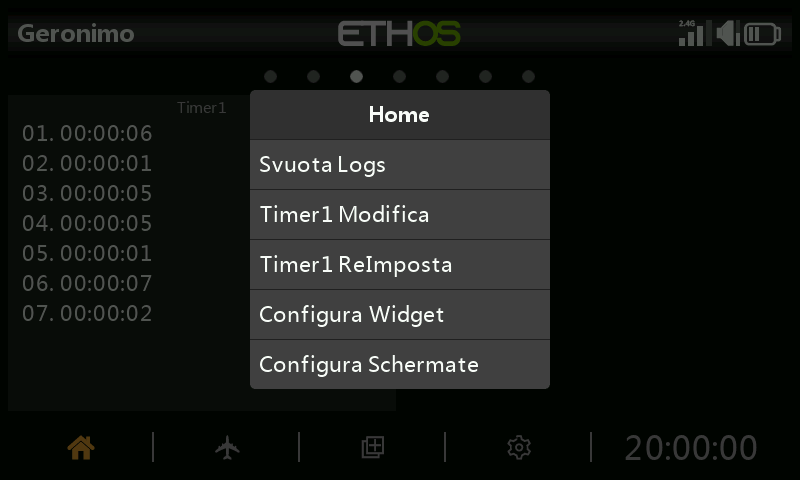 Geronimo
ETHOS
2.4G
Timer1
01. 00:00:06
02. 00:00:01
03. 00:00:05
04. 00:00:05
05. 00:00:01
06. 00:00:07
07. 00:00:02
Home
Svuota Logs
Timer1 Modifica
Timer1 ReImposta
Configura Widget
Configura Schermate
20:00:00